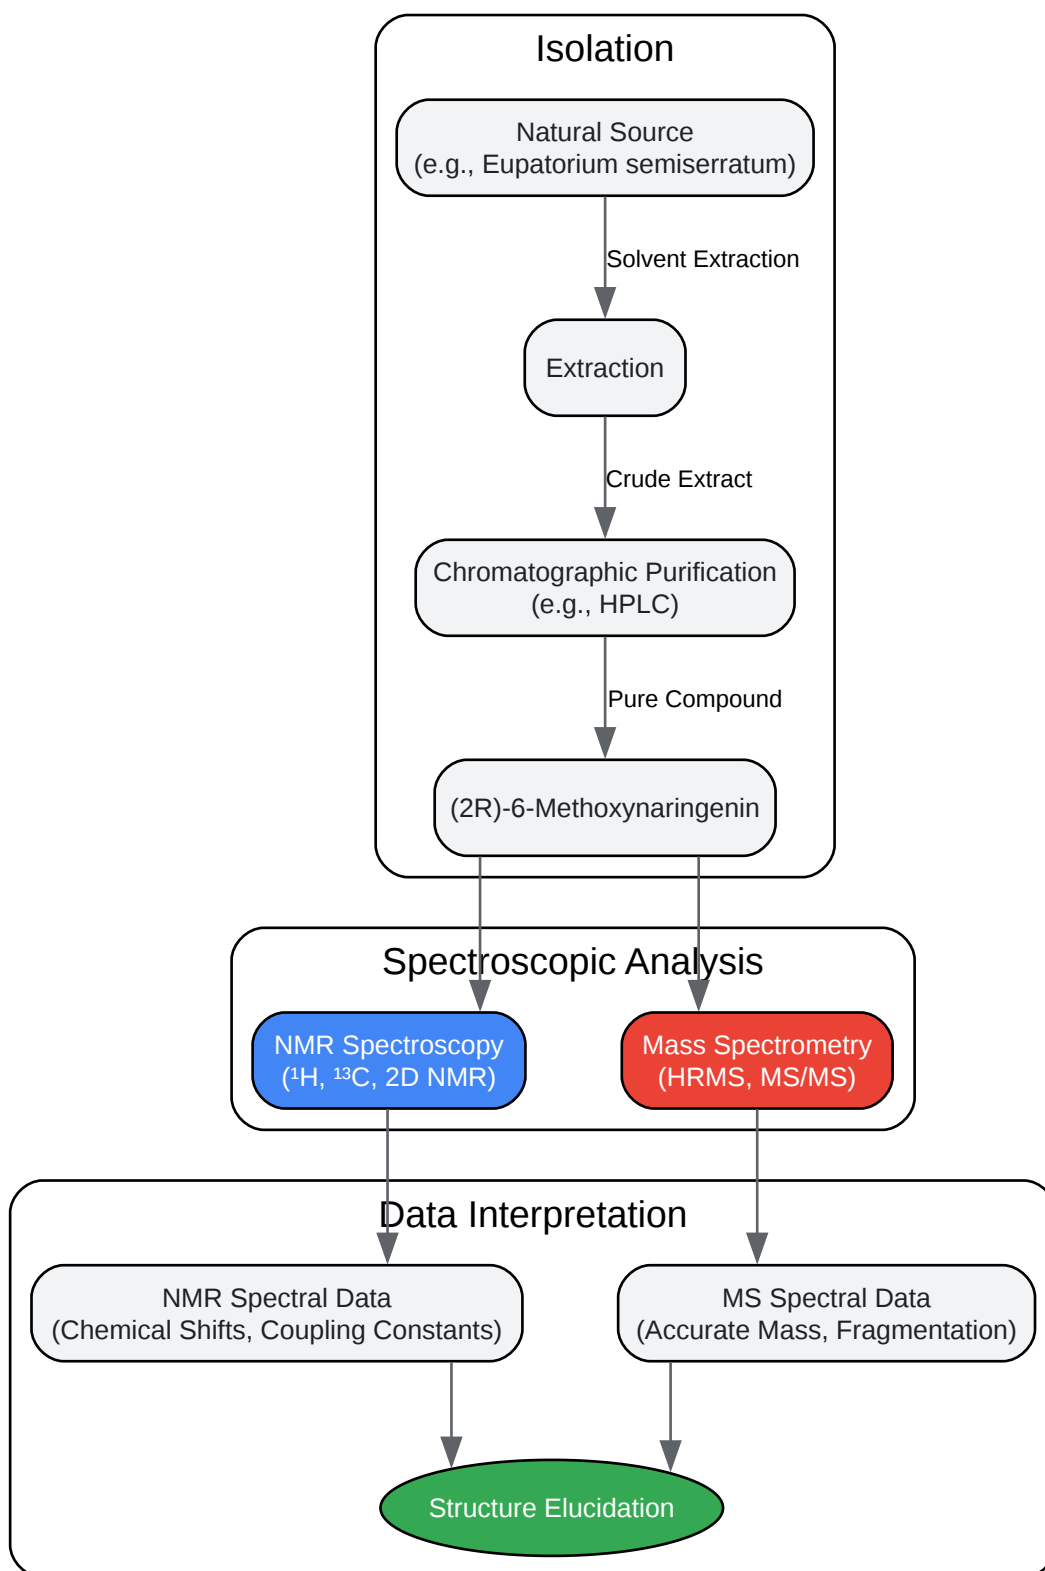 Isolation
Natural Source
(e.g., Eupatorium semiserratum)
Solvent Extraction
Extraction
Crude Extract
Chromatographic Purification
(e.g., HPLC)
Pure Compound
(2R)-6-Methoxynaringenin
Spectroscopic Analysis
NMR Spectroscopy
(¹H, ¹³C, 2D NMR)
Mass Spectrometry
(HRMS, MS/MS)
Data Interpretation
NMR Spectral Data
(Chemical Shifts, Coupling Constants)
MS Spectral Data
(Accurate Mass, Fragmentation)
Structure Elucidation